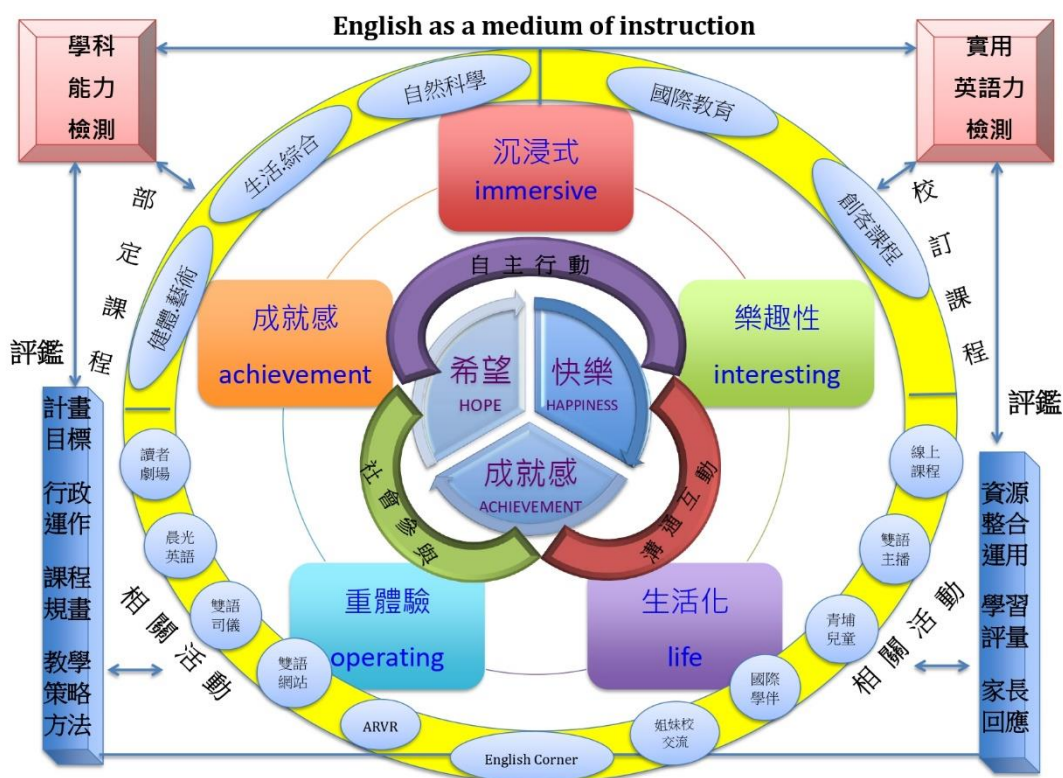 English as a medium of instruction
學科
能力
檢測
實用
英語力
檢測
部定課程
校訂課程
自然科學
生活.綜合
健體.藝術
國際教育
創客課程
沉浸式
immersive
成就感
achievement
樂趣性
interesting
重體驗
operating
生活化
life
自主行動
社會參與
溝通互動
希望
HOPE
快樂
HAPPINESS
成就感
ACHIEVEMENT
評鑑
評鑑
計畫
目標
行政
運作
課程
規畫
教學
策略
方法
資源
整合
運用
學習
評量
家長
回應
相關活動
相關活動
讀者
劇場
晨光
英語
雙語
司儀
雙語
網站
ARVR
English Corner
姐妹校
交流
國際
學伴
青埔
兒童
雙語
主播
線上
課程